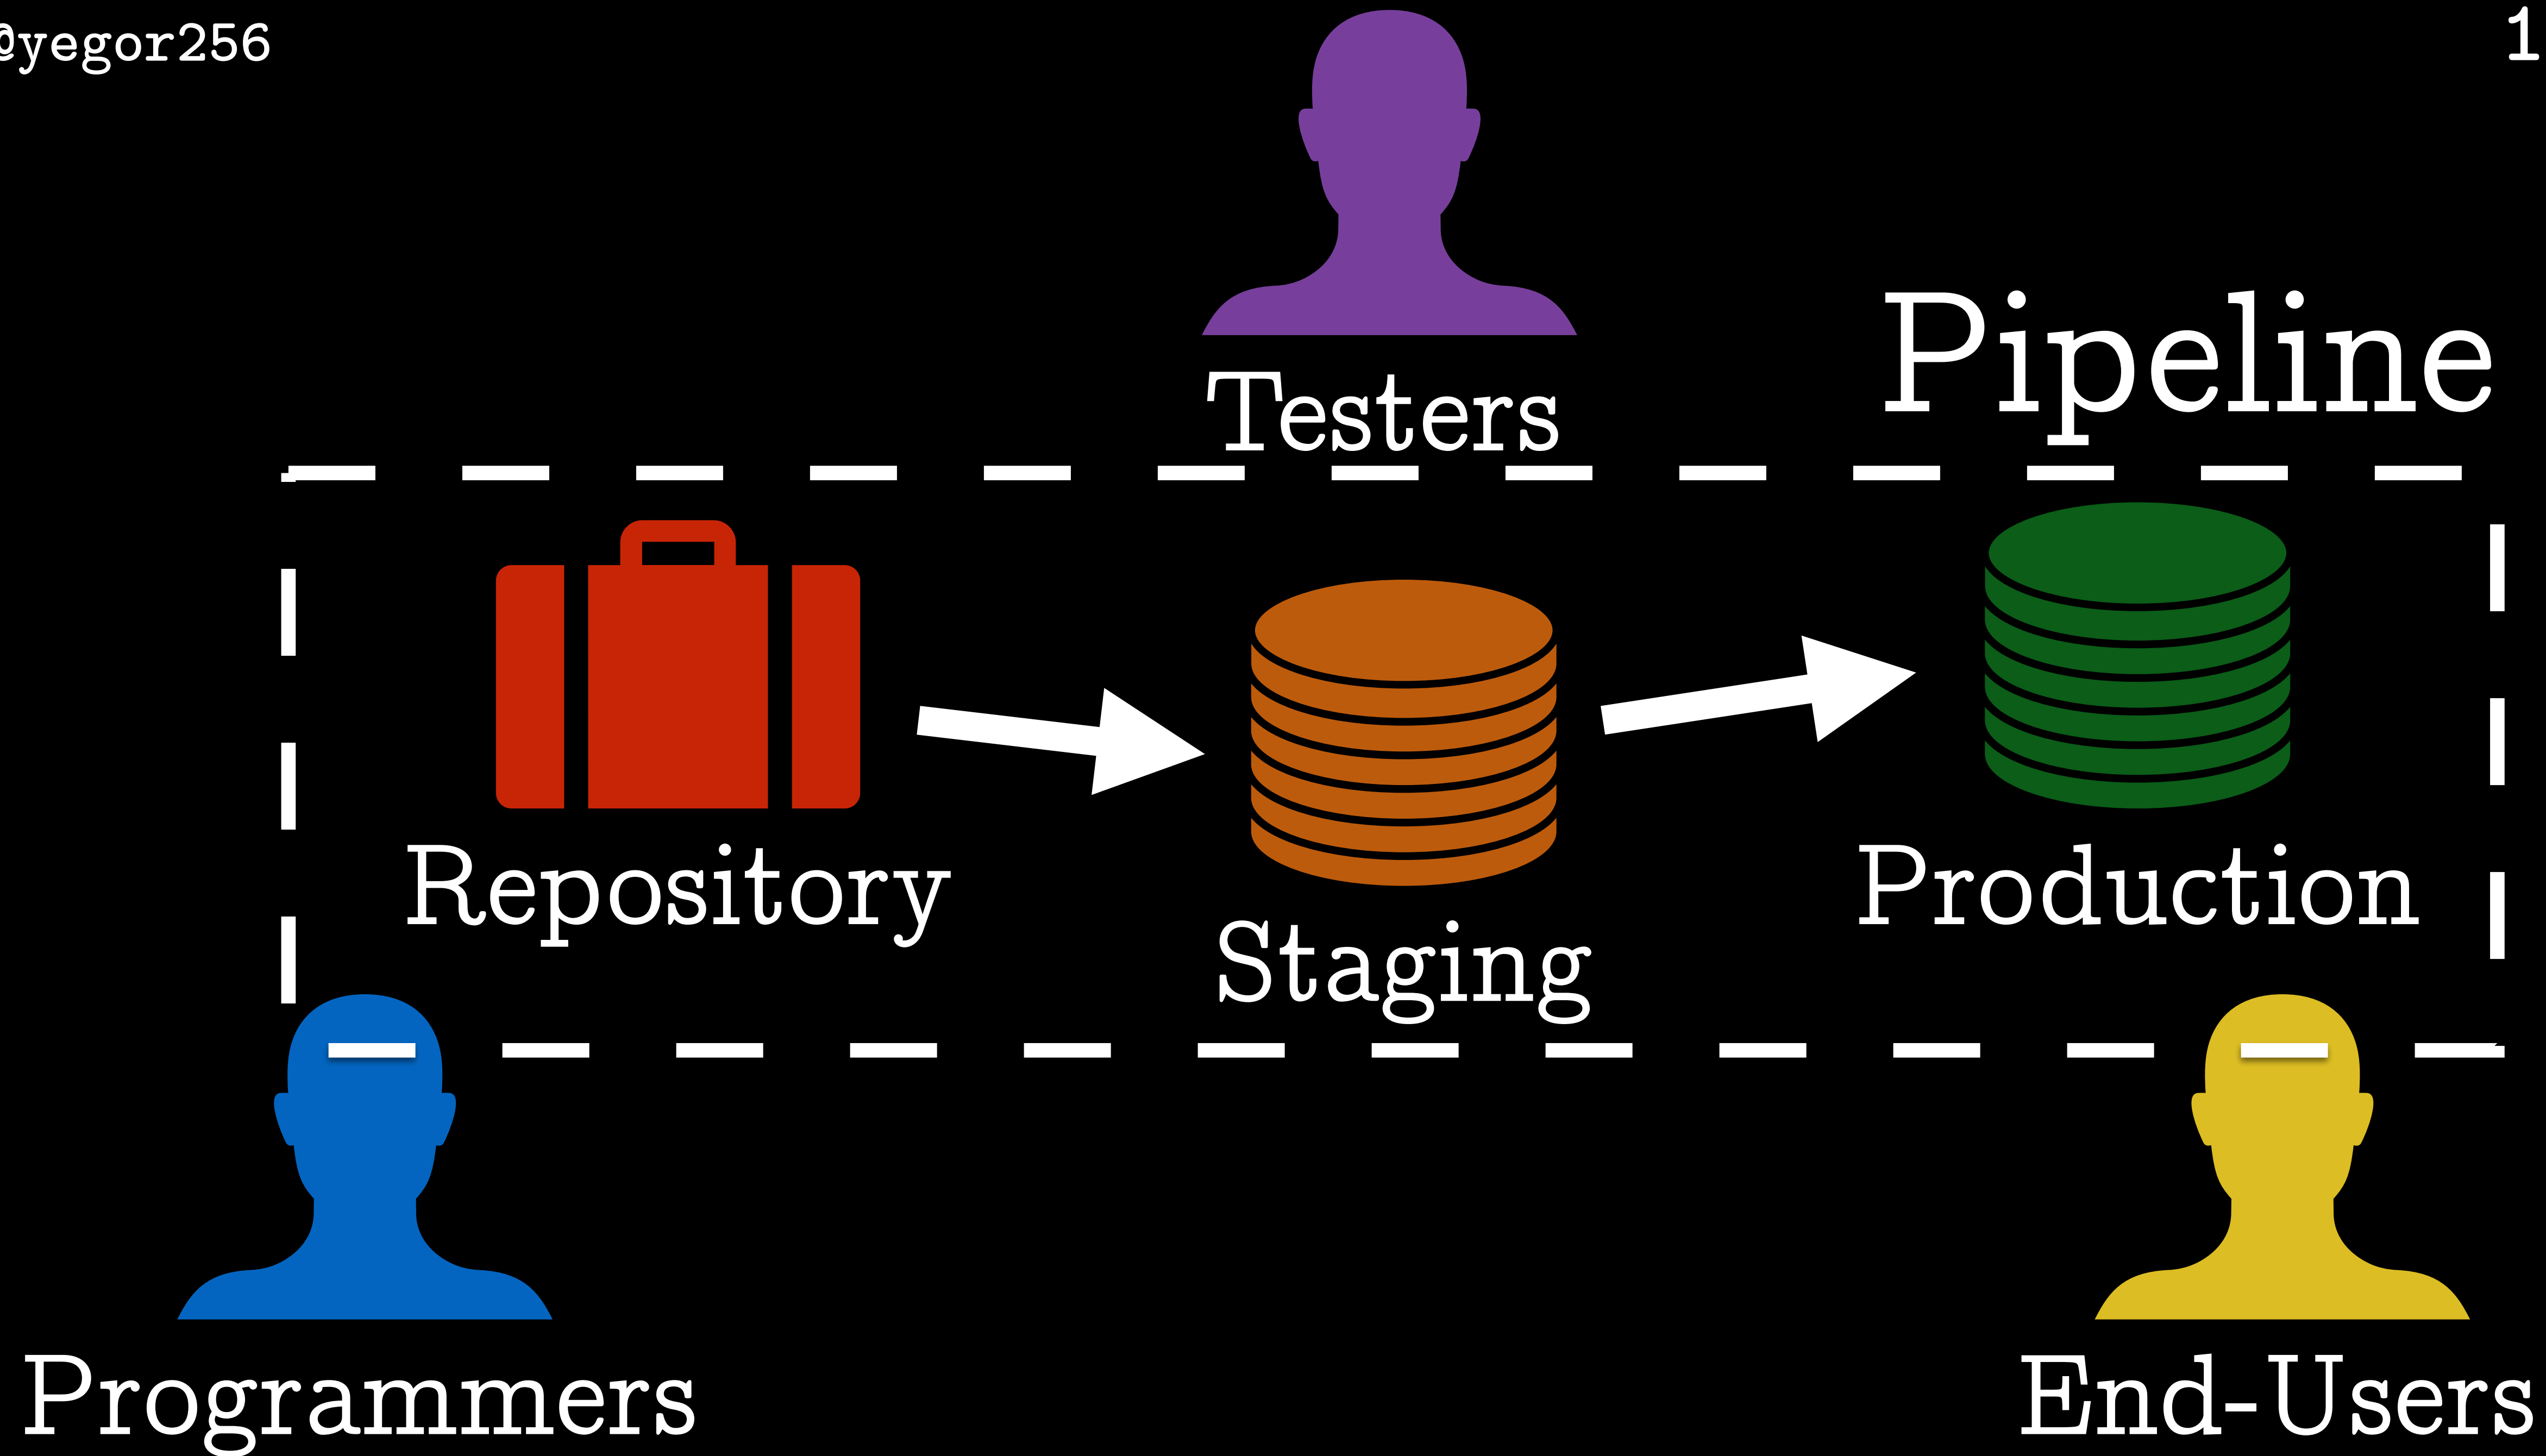 @yegor256
1
Testers
Pipeline
Repository
Staging
Production
Programmers
End-Users